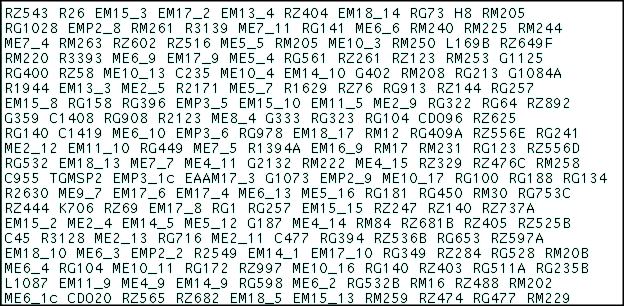 RZ543 R26 EM15_3 EM17_2 EM13_4 RZ404 EM18_14 RG73 H8 RM205
RG1028 EMP2_8 RM261 R3139 ME7_11 RG141 ME6_6 RM240 RM225 RM244
ME7_4 RM263 RZ602 RZ516 ME5_5 RM205 ME10_3 RM250 L169B RZ649F
RM220 R3393 ME6_9 EM17_9 ME5_4 RG561 RZ261 RZ123 RM253 G1125
RG400 RZ58 ME10_13 C235 ME10_4 EM14_10 G402 RM208 RG213 G1084A
R1944 EM13_3 ME2_5 R2171 ME5_7 R1629 RZ76 RG913 RZ144 RG257
EM15_8 RG158 RG396 EMP3_5 EM15_10 EM11_5 ME2_9 RG322 RG64 RZ892
G359 C1408 RG908 R2123 ME8_4 G333 RG323 RG104 CDO96 RZ625
RG140 C1419 ME6_10 EMP3_6 RG978 EM18_17 RM12 RG409A RZ556E RG241
ME2_12 EM11_10 RG449 ME7_5 R1394A EM16_9 RM17 RM231 RG123 RZ556D
RG532 EM18_13 ME7_7 ME4_11 G2132 RM222 ME4_15 RZ329 RZ476C RM258
C955 TGMSP2 EMP3_1c EAAM17_3 G1073 EMP2_9 ME10_17 RG100 RG188 RG134
R2630 ME9_7 EM17_6 EM17_4 ME6_13 ME5_16 RG181 RG450 RM30 RG753C
RZ444 K706 RZ69 EM17_8 RG1 RG257 EM15_15 RZ247 RZ140 RZ737A
EM15_2 ME2_4 EM14_5 ME5_12 G187 ME4_14 RM84 RZ681B RZ405 RZ525B
C45 R3128 ME2_13 RG716 ME2_11 C477 RG394 RZ536B RG653 RZ597A
EM18_10 ME6_3 EMP2_2 R2549 EM14_1 EM17_10 RG349 RZ284 RG528 RM20B
ME6_4 RG104 ME10_11 RG172 RZ997 ME10_16 RG140 RZ403 RG511A RG235B
L1087 EM11_9 ME4_9 EM14_9 RG598 ME6_2 RG532B RM16 RZ488 RM202
ME6_1c CDO20 RZ565 RZ682 EM18_5 EM15_13 RM259 RZ474 RG477 RM229